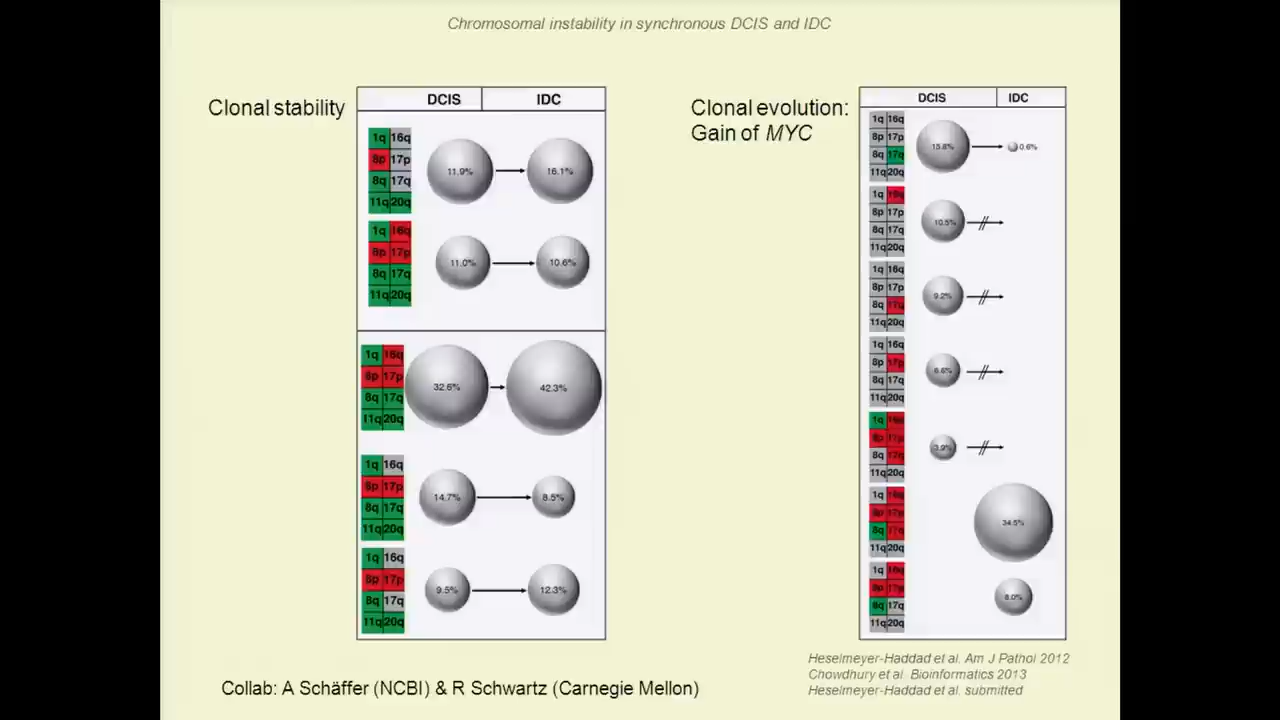 Chromosomal instability in synchronous DCIS and IDC
Clonal stability
DCIS IDC
1q 16q
8p 17p
8q 17q
11q 20q
11.9% 16.1%
1q 16q
8p 17p
8q 17q
11q 20q
11.0% 10.6%
1q 16q
8p 17p
8q 17q
11q 20q
32.6% 42.3%
1q 16q
8p 17p
8q 17q
11q 20q
14.7% 8.5%
1q 16q
8p 17p
8q 17q
11q 20q
9.5% 12.3%
Clonal evolution:
Gain of MYC
DCIS IDC
1q 16q
8p 17p
8q 17q
11q 20q
0.6%
1q 16q
8p 17p
8q 17q
11q 20q
10.5%
1q 16q
8p 17p
8q 17q
11q 20q
9.2%
1q 16q
8p 17p
8q 17q
11q 20q
6.6%
1q 16q
8p 17p
8q 17q
11q 20q
3.9%
1q 16q
8p 17p
8q 17q
11q 20q
34.5%
1q 16q
8p 17p
8q 17q
11q 20q
8.0%
Collab: A Schäffer (NCBI) & R Schwartz (Carnegie Mellon)
Heselmeyer-Haddad et al. Am J Pathol 2012
Chowdhury et al. Bioinformatics 2013
Heselmeyer-Haddad et al. submitted